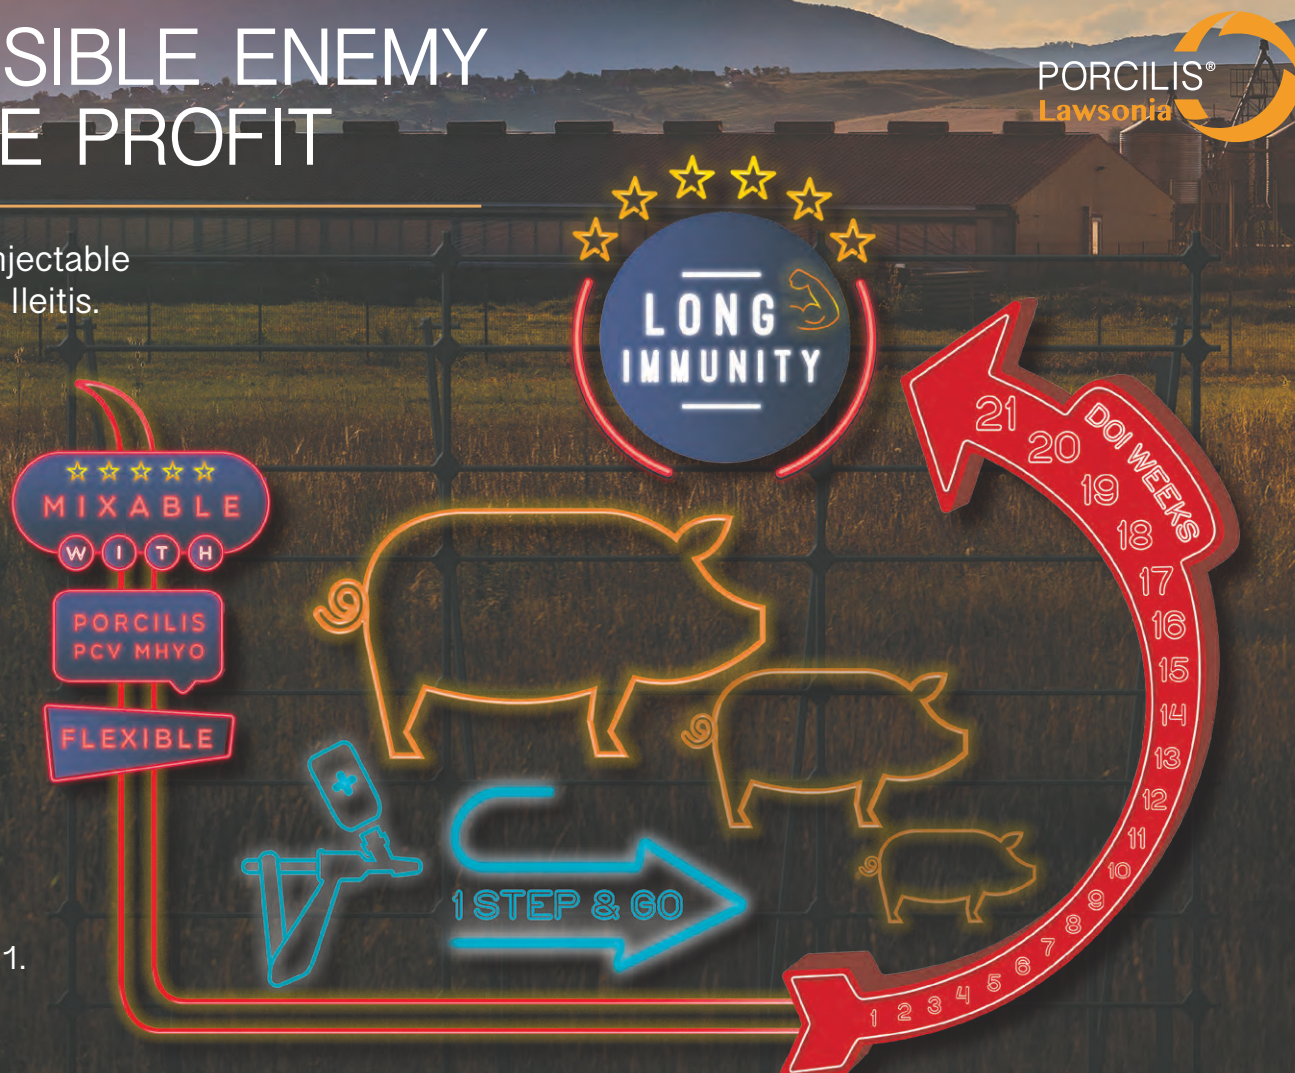 SIBLE ENEMY
E PROFIT
PORCILIS®
Lawsonia
njectable
Ileitis.
LONG
IMMUNITY
MIXABLE
WITH
PORCILIS
PCV MHYO
FLEXIBLE
1 STEP & GO
DOI WEEKS
21
20
19
18
17
16
15
14
13
12
11
10
9
8
7
6
5
4
3
2
1
1.